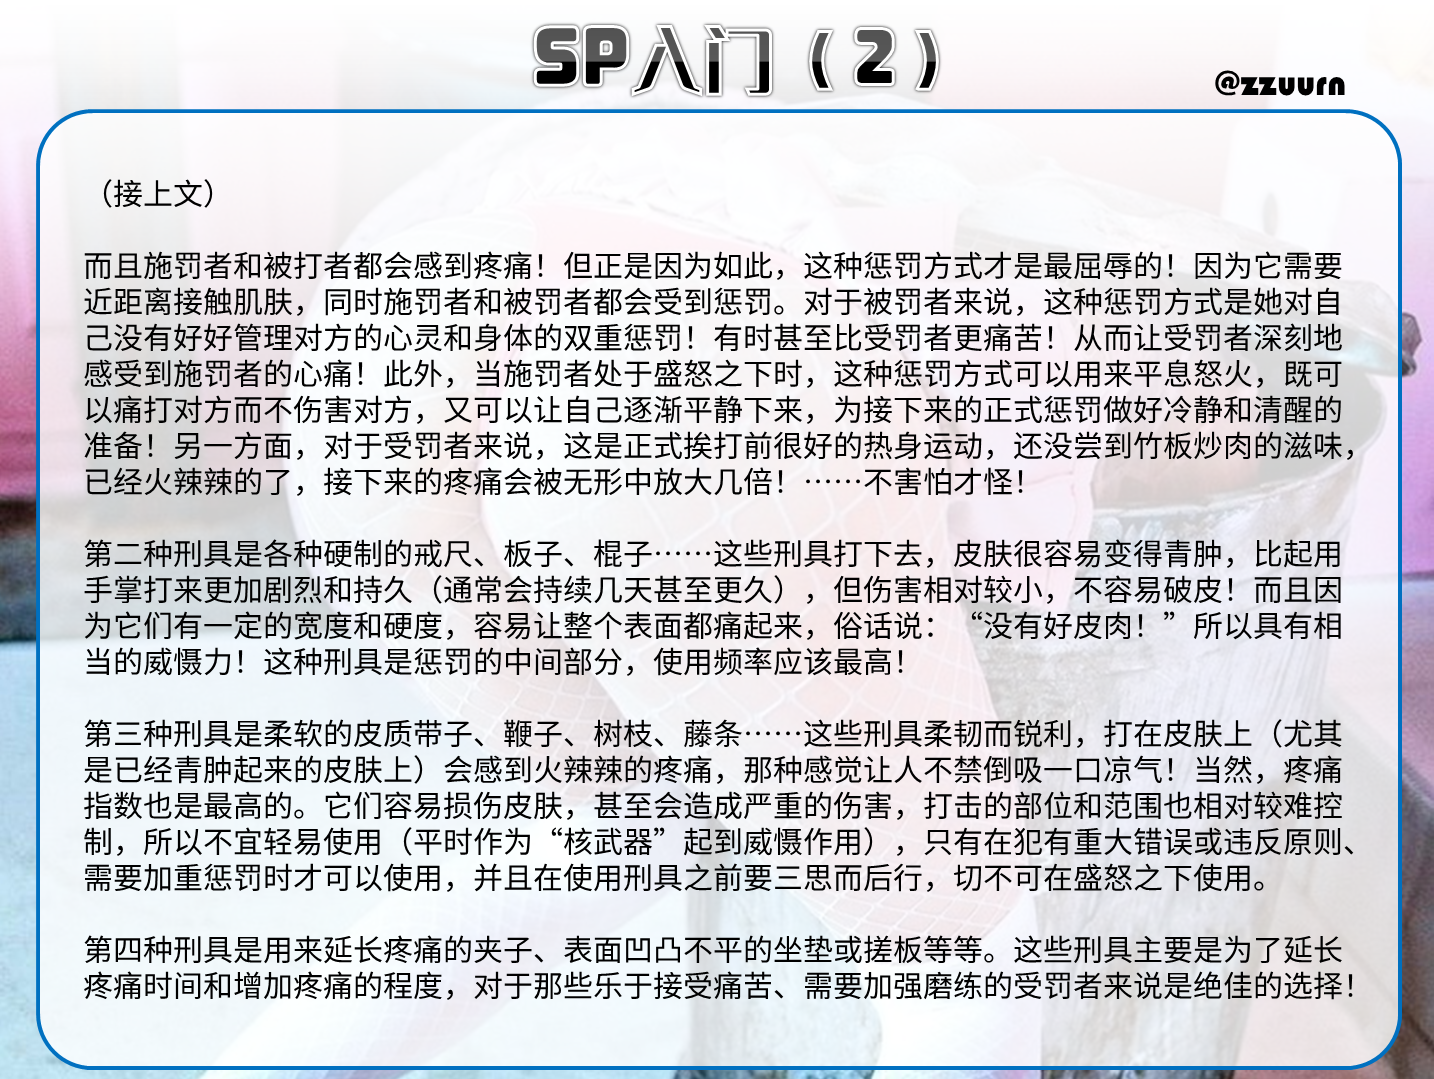 SP入门（2）
@zzuurn
（接上文）
而且施罚者和被打者都会感到疼痛！但正是因为如此，这种惩罚方式才是最屈辱的！因为它需要
近距离接触肌肤，同时施罚者和被罚者都会受到惩罚。对于被罚者来说，这种惩罚方式是她对自
己没有好好管理对方的心灵和身体的双重惩罚！有时甚至比受罚者更痛苦！从而让受罚者深刻地
感受到施罚者的心痛！此外，当施罚者处于盛怒之下时，这种惩罚方式可以用来平息怒火，既可
以痛打对方而不伤害对方，又可以让自己逐渐平静下来，为接下来的正式惩罚做好冷静和清醒的
准备！另一方面，对于受罚者来说，这是正式挨打前很好的热身运动，还没尝到竹板炒肉的滋味，
已经火辣辣的了，接下来的疼痛会被无形中放大几倍！……不害怕才怪！
第二种刑具是各种硬制的戒尺、板子、棍子……这些刑具打下去，皮肤很容易变得青肿，比起用
手掌打来更加剧烈和持久（通常会持续几天甚至更久），但伤害相对较小，不容易破皮！而且因
为它们有一定的宽度和硬度，容易让整个表面都痛起来，俗话说：“没有好皮肉！”所以具有相
当的威慑力！这种刑具是惩罚的中间部分，使用频率应该最高！
第三种刑具是柔软的皮质带子、鞭子、树枝、藤条……这些刑具柔韧而锐利，打在皮肤上（尤其
是已经青肿起来的皮肤上）会感到火辣辣的疼痛，那种感觉让人不禁倒吸一口凉气！当然，疼痛
指数也是最高的。它们容易损伤皮肤，甚至会造成严重的伤害，打击的部位和范围也相对较难控
制，所以不宜轻易使用（平时作为“核武器”起到威慑作用），只有在犯有重大错误或违反原则、
需要加重惩罚时才可以使用，并且在使用刑具之前要三思而后行，切不可在盛怒之下使用。
第四种刑具是用来延长疼痛的夹子、表面凹凸不平的坐垫或搓板等等。这些刑具主要是为了延长
疼痛时间和增加疼痛的程度，对于那些乐于接受痛苦、需要加强磨练的受罚者来说是绝佳的选择！